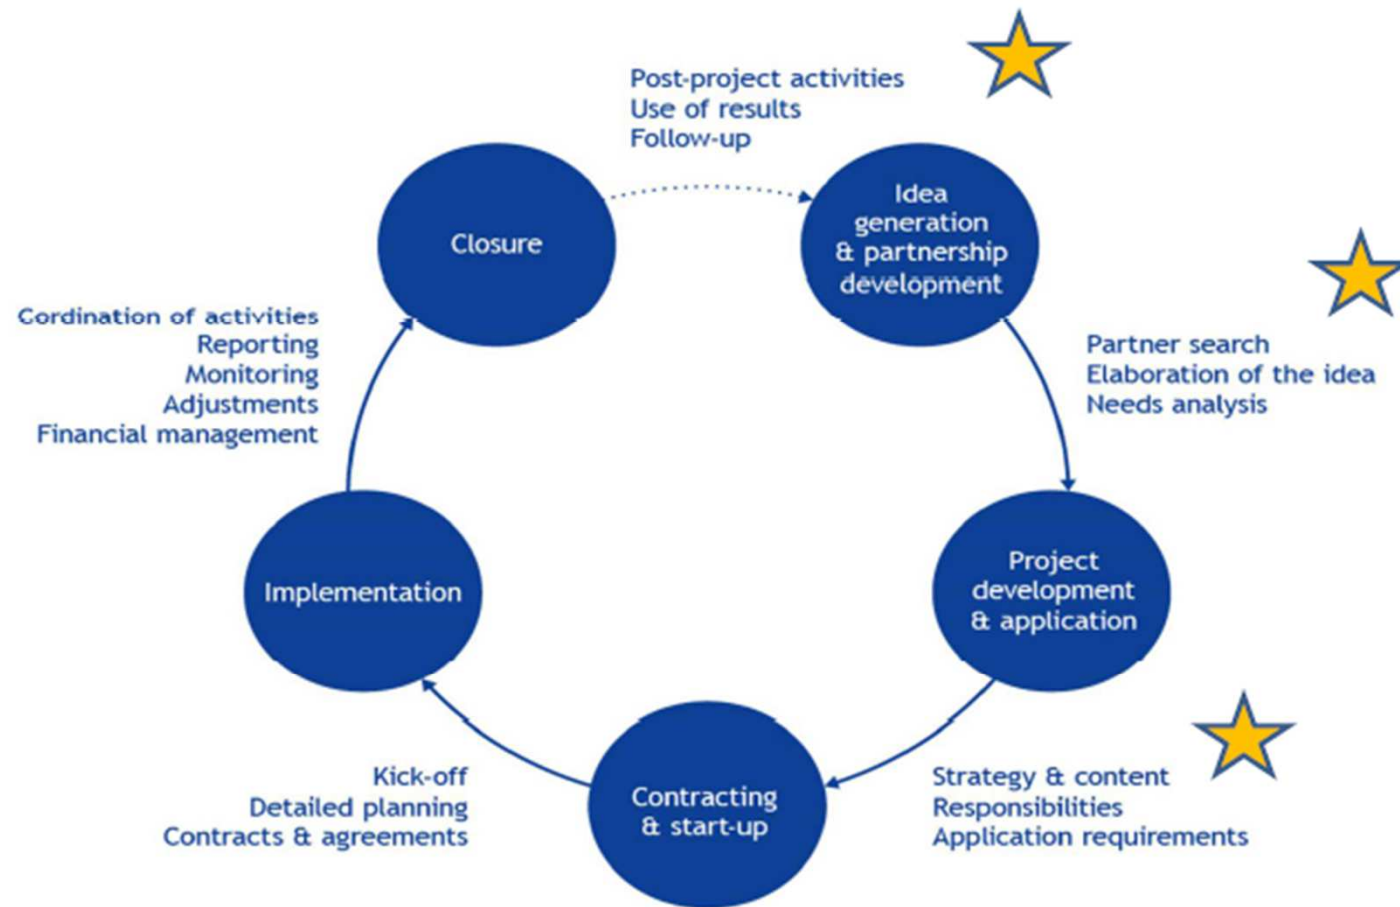 Post-project activities
Use of results
Follow-up
Closure
Idea
generation
& partnership
development
Partner search
Elaboration of the idea
Needs analysis
Project
development
& application
Strategy & content
Responsibilities
Application requirements
Contracting
& start-up
Kick-off
Detailed planning
Contracts & agreements
Implementation
Cordination of activities
Reporting
Monitoring
Adjustments
Financial management